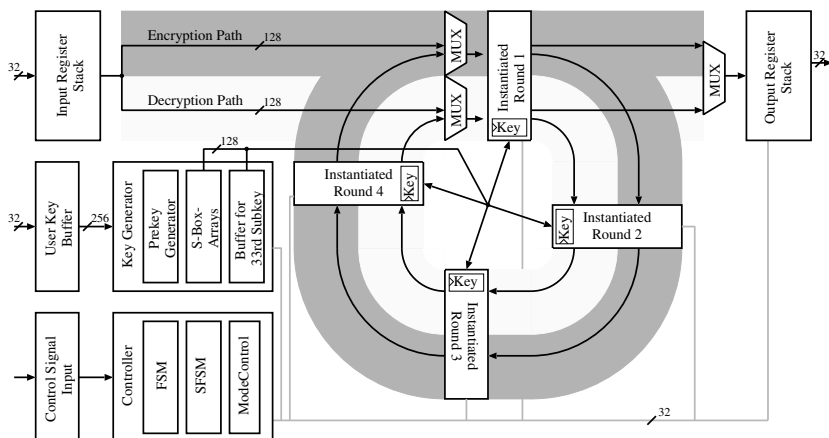 32
Input Register
Stack
Encryption Path
128
Decryption Path
128
MUX
MUX
Instantiated
Round 1
Key
MUX
Output Register
Stack
32
32
User Key
Buffer
256
Key Generator
Prekey
Generator
S-Box-
Arrays
Buffer for
33rd Subkey
128
Instantiated
Round 4
Key
Key
Instantiated
Round 2
Key
Instantiated
Round 3
Control Signal
Input
Controller
FSM
SFSM
ModeControl
32